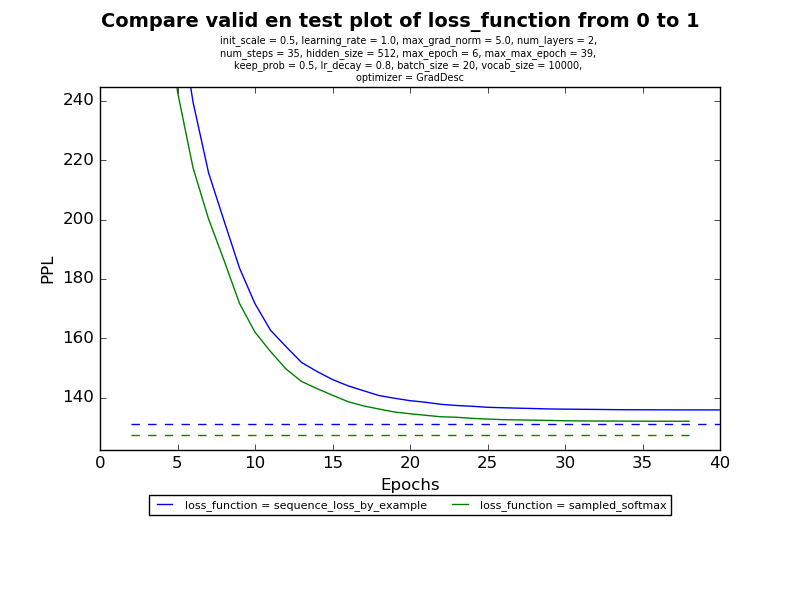 Compare valid en test plot of loss_function from 0 to 1
init_scale = 0.5, learning_rate = 1.0, max_grad_norm = 5.0, num_layers = 2,
num_steps = 35, hidden_size = 512, max_epoch = 6, max_max_epoch = 39,
keep_prob = 0.5, lr_decay = 0.8, batch_size = 20, vocab_size = 10000,
optimizer = GradDesc
240
220
200
180
160
140
PPL
0 5 10 15 20 25 30 35 40
Epochs
loss_function = sequence_loss_by_example loss_function = sampled_softmax